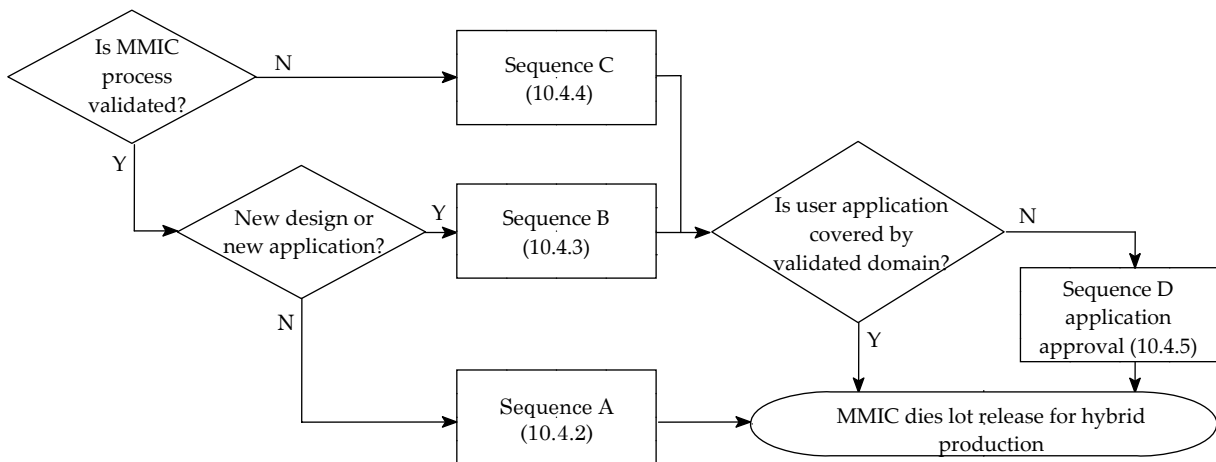 Is MMIC
process
validated?
N
Sequence C
(10.4.4)
Y
New design or
new application?
Y
Sequence B
(10.4.3)
Is user application
covered by
validated domain?
N
Sequence D
application
approval (10.4.5)
N
Y
Sequence A
(10.4.2)
MMIC dies lot release for hybrid
production